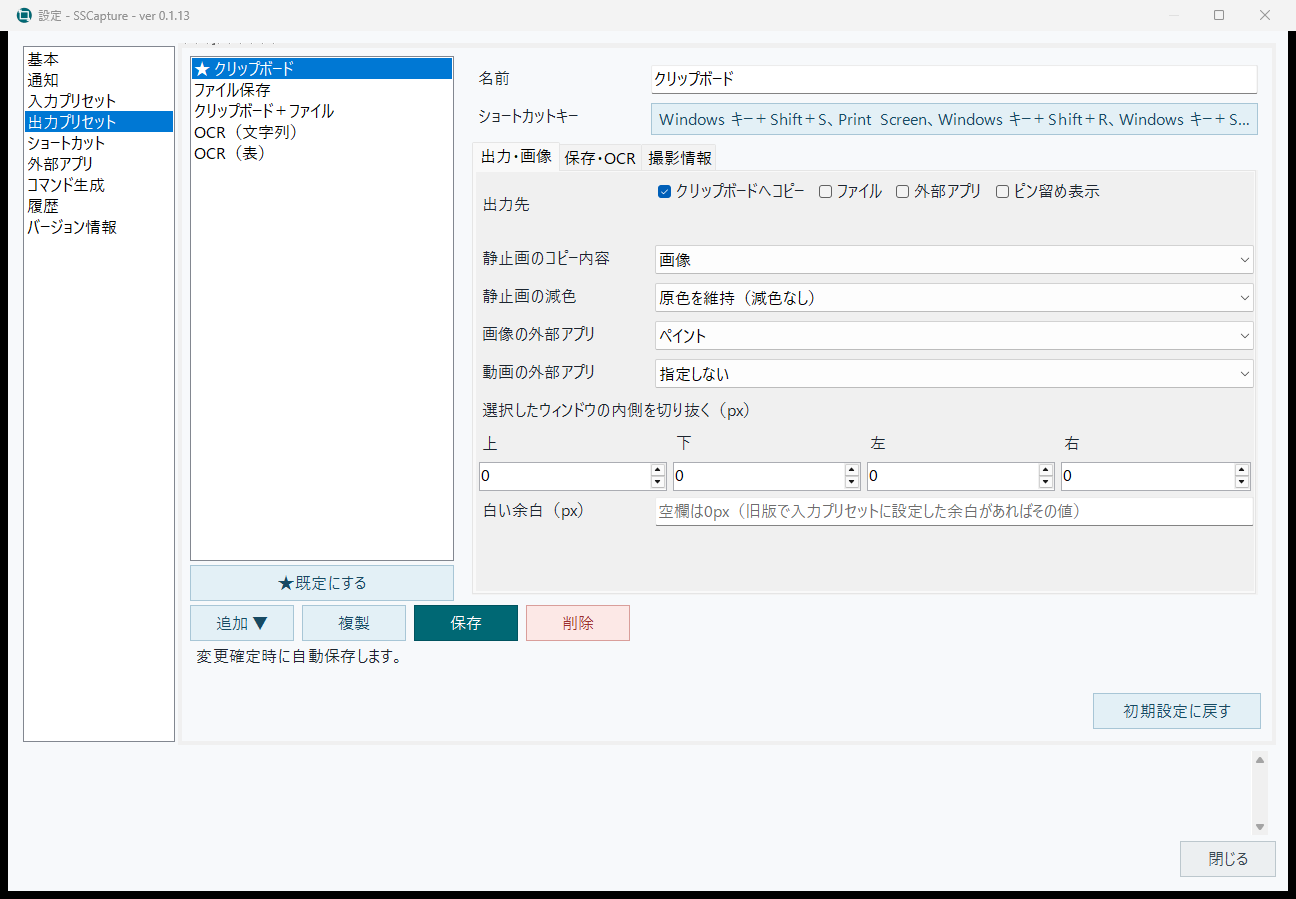 設定 - SSCapture - ver 0.1.13
基本
通知
入力プリセット
出力プリセット
ショートカット
外部アプリ
コマンド生成
履歴
バージョン情報
★ クリップボード
ファイル保存
クリップボード＋ファイル
OCR（文字列）
OCR（表）
★既定にする
追加 ▼
複製
保存
削除
変更確定時に自動保存します。
名前
クリップボード
ショートカットキー
Windows キー＋Shift＋S、Print Screen、Windows キー＋Shift＋R、Windows キー＋S...
出力・画像
保存・OCR
撮影情報
出力先
クリップボードへコピー
ファイル
外部アプリ
ピン留め表示
静止画のコピー内容
画像
静止画の減色
原色を維持（減色なし）
画像の外部アプリ
ペイント
動画の外部アプリ
指定しない
選択したウィンドウの内側を切り抜く（px）
上
下
左
右
0
0
0
0
白い余白（px）
空欄は0px（旧版で入力プリセットに設定した余白があればその値）
初期設定に戻す
閉じる